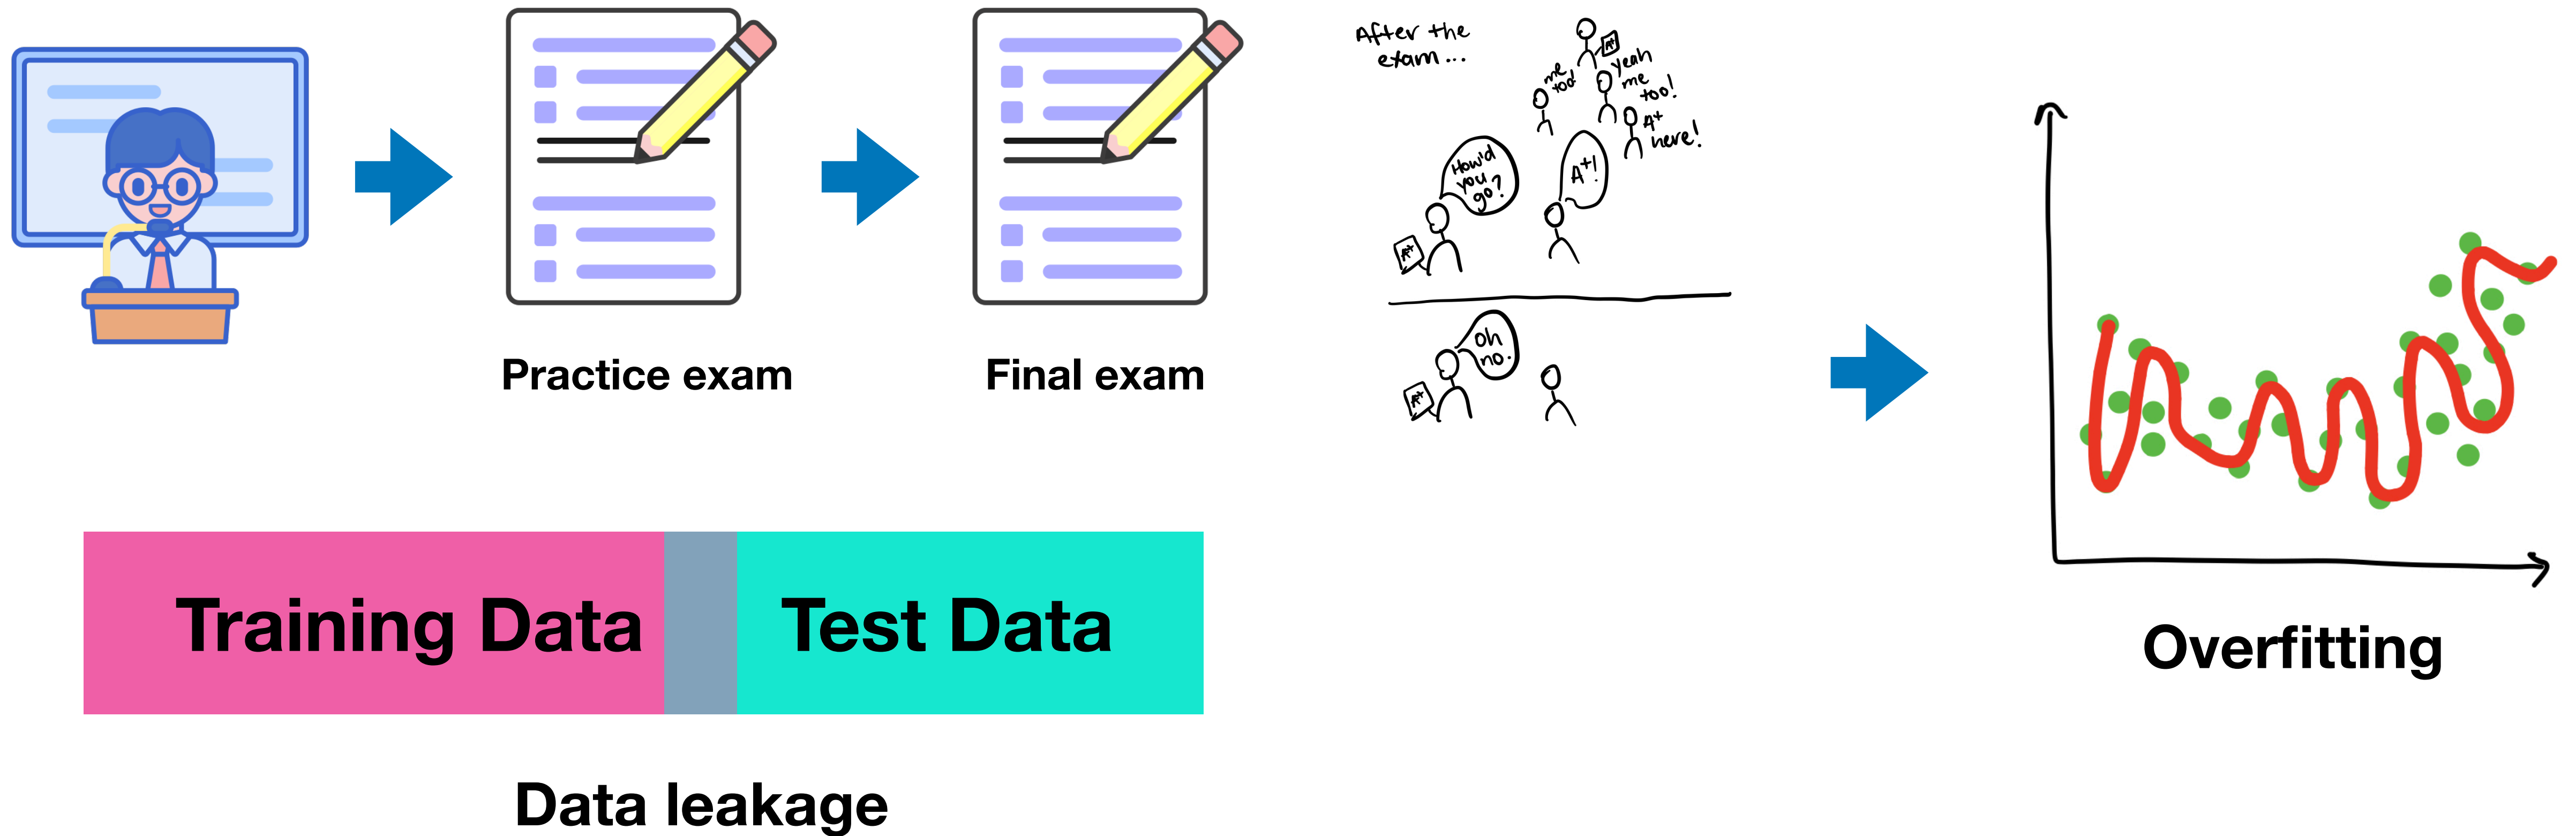 Practice exam
Final exam
After the
exam...
A+
me
too!
yeah
me
too!
A+
here!
How'd
you
go?
A+!
A+
Oh
no.
A+
Training Data
Test Data
Data leakage
Overfitting